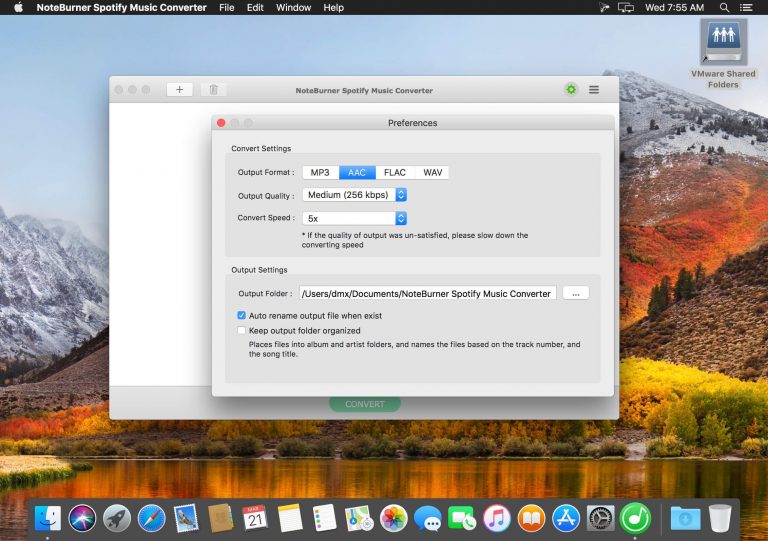 NoteBurner Spotify Music Converter File Edit Window Help Wed 7:55 AM
VMware Shared
Folders
NoteBurner Spotify Music Converter
Preferences
Convert Settings
Output Format : MP3 AAC FLAC WAV
Output Quality : Medium (256 kbps)
Convert Speed : 5x
* If the quality of output was un-satisfied, please slow down the
converting speed
Output Settings
Output Folder : /Users/dmx/Documents/NoteBurner Spotify Music Converter ...
Auto rename output file when exist
Keep output folder organized
Places files into album and artist folders, and names the files based on the track number, and
the song title.
CONVERT
MAR
21